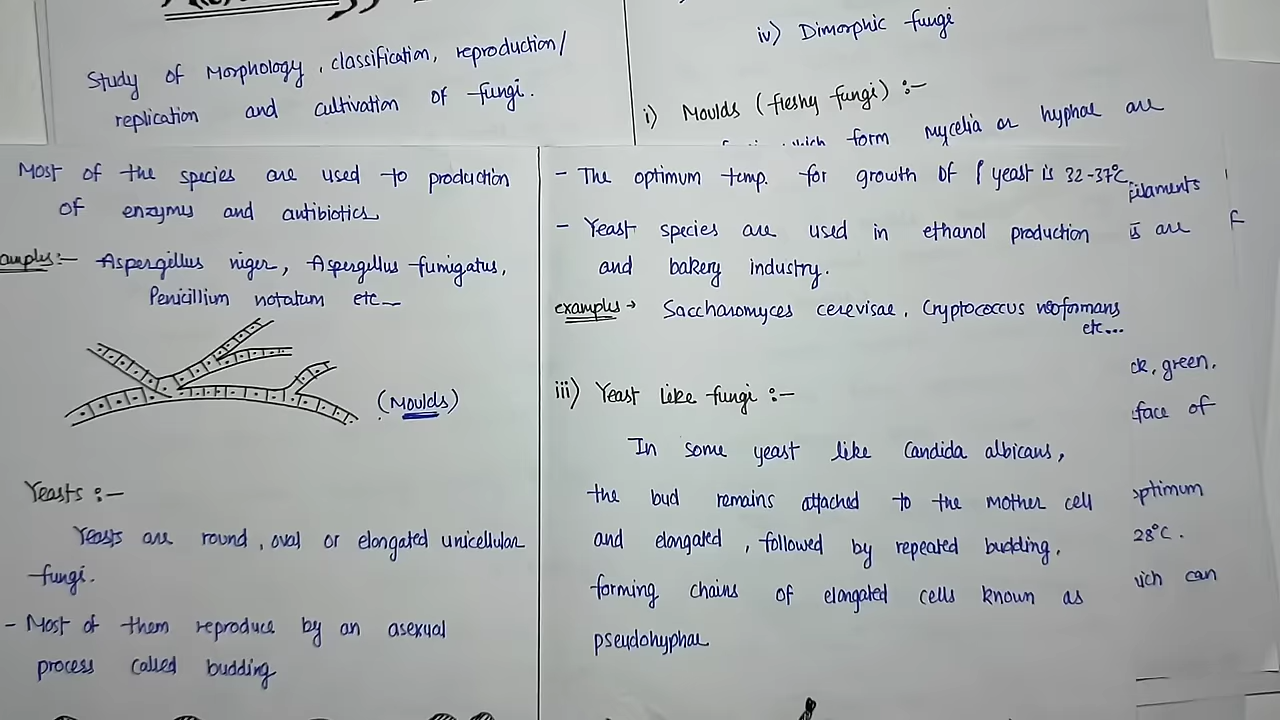 Study of Morphology, classification, reproduction/
replication and cultivation of fungi.
iv) Dimorphic fungi
i) Moulds (fleshy fungi) :-
which form mycelia or hyphae are
Most of the species are used to production
of enzymes and antibiotics
amples:- Aspergillus niger, Aspergillus fumigatus,
Penicillium notatum etc
(Moulds)
Yeasts :-
Yeasts are round, oval or elongated unicellular
fungi.
- Most of them reproduce by an asexual
process called budding
- The optimum temp. for growth of yeast is 32-37°C
- Yeast species are used in ethanol production
and bakery industry.
examples → Saccharomyces cerevisae, Cryptococcus neoformans
etc...
iii) Yeast like fungi :-
In some yeast like Candida albicans,
the bud remains attached to the mother cell
and elongated, followed by repeated budding,
forming chains of elongated cells known as
pseudohyphae
filaments
are
ck, green,
face of
optimum
28°C.
ich can